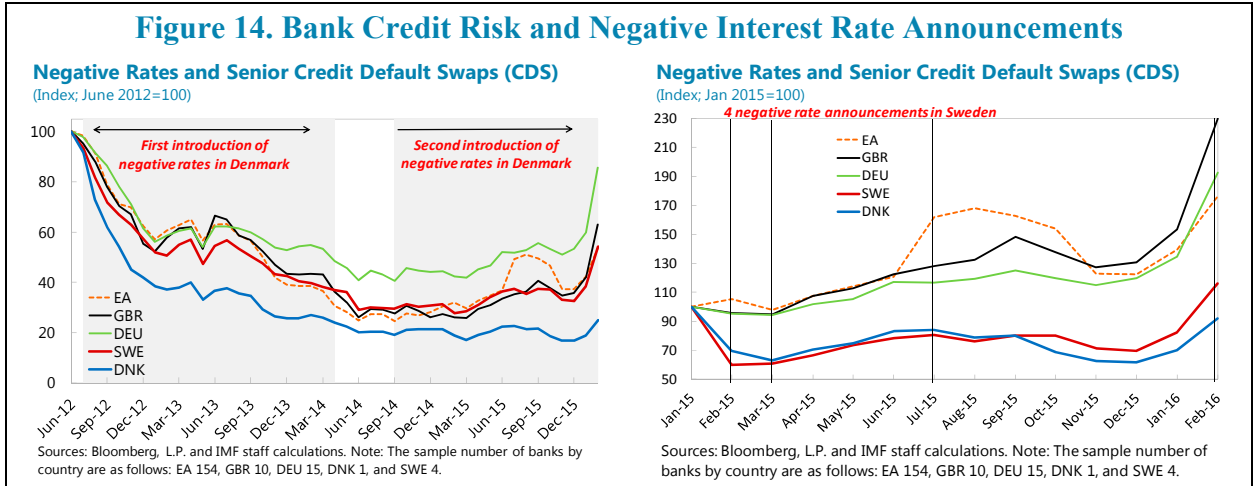 Figure 14. Bank Credit Risk and Negative Interest Rate Announcements
Negative Rates and Senior Credit Default Swaps (CDS)
(Index; June 2012=100)
100
80
60
40
20
0
First introduction of
negative rates in Denmark
Second introduction of
negative rates in Denmark
EA
GBR
DEU
SWE
DNK
Jun-12
Sep-12
Dec-12
Mar-13
Jun-13
Sep-13
Dec-13
Mar-14
Jun-14
Sep-14
Dec-14
Mar-15
Jun-15
Sep-15
Dec-15
Sources: Bloomberg, L.P. and IMF staff calculations. Note: The sample number of banks by
country are as follows: EA 154, GBR 10, DEU 15, DNK 1, and SWE 4.
Negative Rates and Senior Credit Default Swaps (CDS)
(Index; Jan 2015=100)
4 negative rate announcements in Sweden
230
210
190
170
150
130
110
90
70
50
EA
GBR
DEU
SWE
DNK
Jan-15
Feb-15
Mar-15
Apr-15
May-15
Jun-15
Jul-15
Aug-15
Sep-15
Oct-15
Nov-15
Dec-15
Jan-16
Feb-16
Sources: Bloomberg, L.P. and IMF staff calculations. Note: The sample number of
banks by country are as follows: EA 154, GBR 10, DEU 15, DNK 1, and SWE 4.